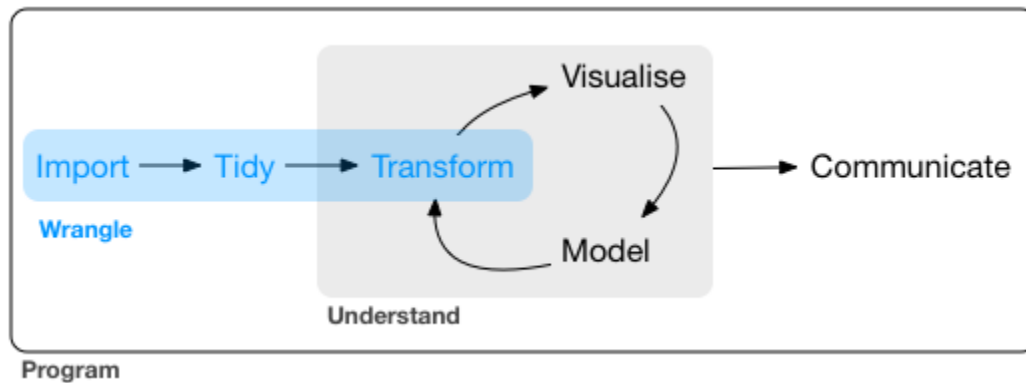 Visualise
Import Tidy Transform Communicate
Wrangle
Model
Understand
Program